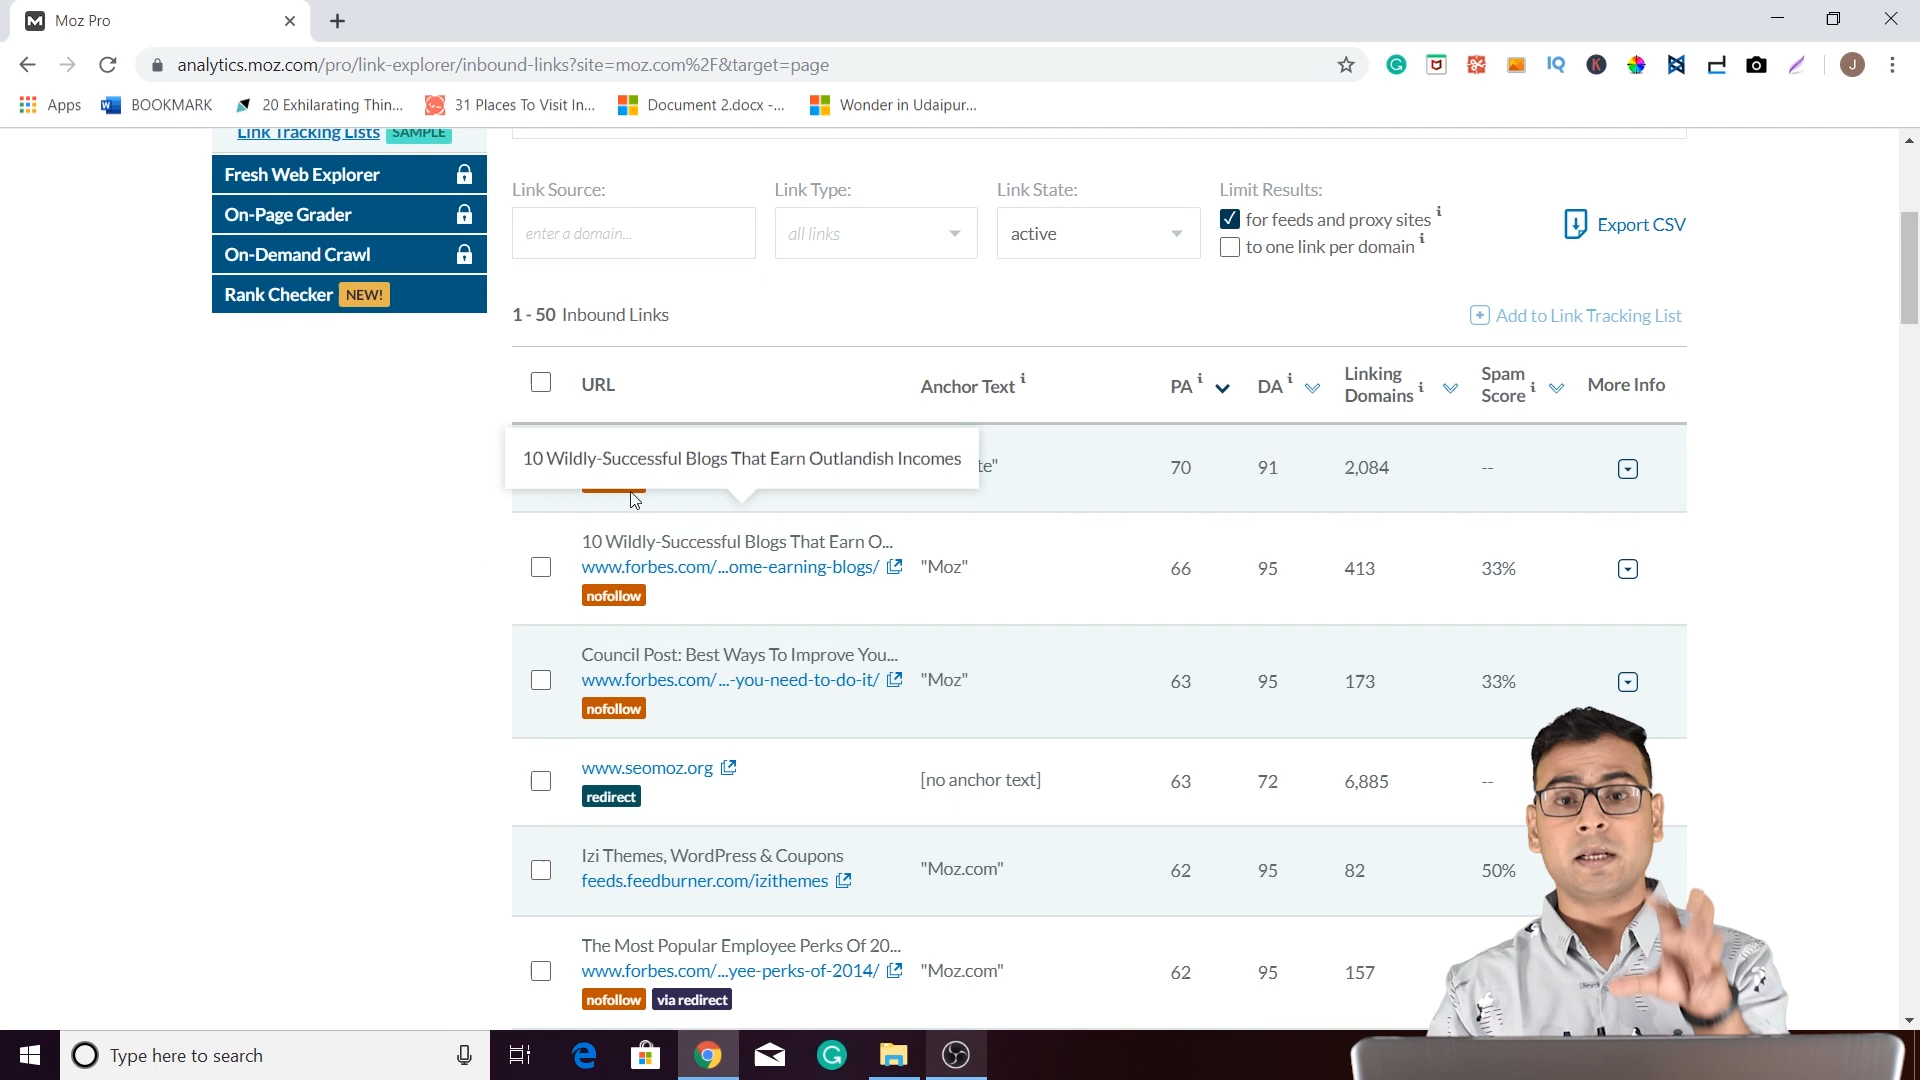 Moz Pro
analytics.moz.com/pro/link-explorer/inbound-links?site=moz.com%2F&target=page
Apps
BOOKMARK
20 Exhilarating Thin...
31 Places To Visit In...
Document 2.docx -...
Wonder in Udaipur...
Link Tracking Lists SAMPLE
Fresh Web Explorer
On-Page Grader
On-Demand Crawl
Rank Checker NEW!
Link Source:
enter a domain...
Link Type:
all links
Link State:
active
Limit Results:
for feeds and proxy sites
to one link per domain
Export CSV
1 - 50 Inbound Links
Add to Link Tracking List
URL
Anchor Text
PA
DA
Linking Domains
Spam Score
More Info
10 Wildly-Successful Blogs That Earn Outlandish Incomes
te"
70 91 2,084 --
10 Wildly-Successful Blogs That Earn O...
www.forbes.com/...ome-earning-blogs/ "Moz" 66 95 413 33%
nofollow
Council Post: Best Ways To Improve You...
www.forbes.com/...-you-need-to-do-it/ "Moz" 63 95 173 33%
nofollow
www.seomoz.org [no anchor text] 63 72 6,885 --
redirect
Izi Themes, WordPress & Coupons
feeds.feedburner.com/izithemes "Moz.com" 62 95 82 50%
The Most Popular Employee Perks Of 20...
www.forbes.com/...yee-perks-of-2014/ "Moz.com" 62 95 157
nofollow via redirect
Type here to search